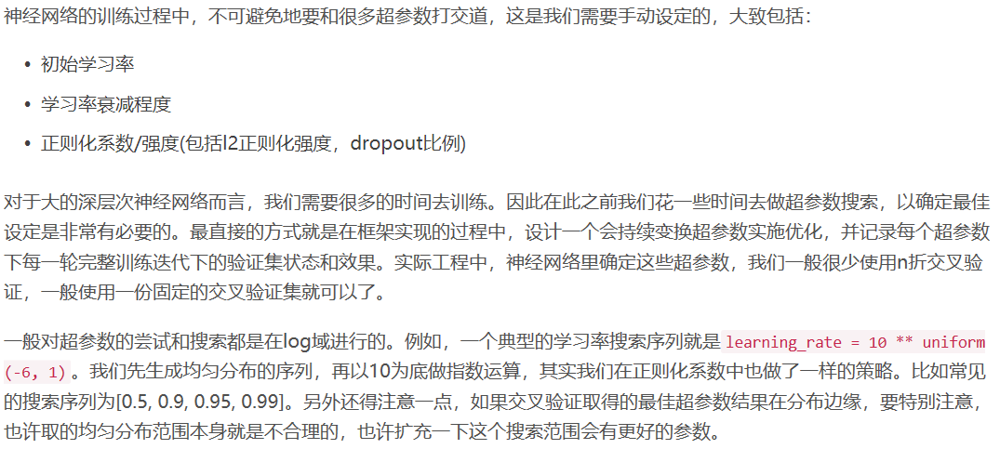 神经网络的训练过程中，不可避免地要和很多超参数打交道，这是我们需要手动设定的，大致包括：
• 初始学习率
• 学习率衰减程度
• 正则化系数/强度(包括l2正则化强度，dropout比例)
对于大的深层次神经网络而言，我们需要很多的时间去训练。因此在此之前我们花一些时间去做超参数搜索，以确定最佳
设定是非常有必要的。最直接的方式就是在框架实现的过程中，设计一个会持续变换超参数实施优化，并记录每个超参数
下每一轮完整训练迭代下的验证集状态和效果。实际工程中，神经网络里确定这些超参数，我们一般很少使用n折交叉验
证，一般使用一份固定的交叉验证集就可以了。
一般对超参数的尝试和搜索都是在log域进行的。例如，一个典型的学习率搜索序列就是 learning_rate = 10 ** uniform
(-6, 1) 。我们先生成均匀分布的序列，再以10为底做指数运算，其实我们在正则化系数中也做了一样的策略。比如常见
的搜索序列为[0.5, 0.9, 0.95, 0.99]。另外还得注意一点，如果交叉验证取得的最佳超参数结果在分布边缘，要特别注意，
也许取的均匀分布范围本身就是不合理的，也许扩充一下这个搜索范围会有更好的参数。